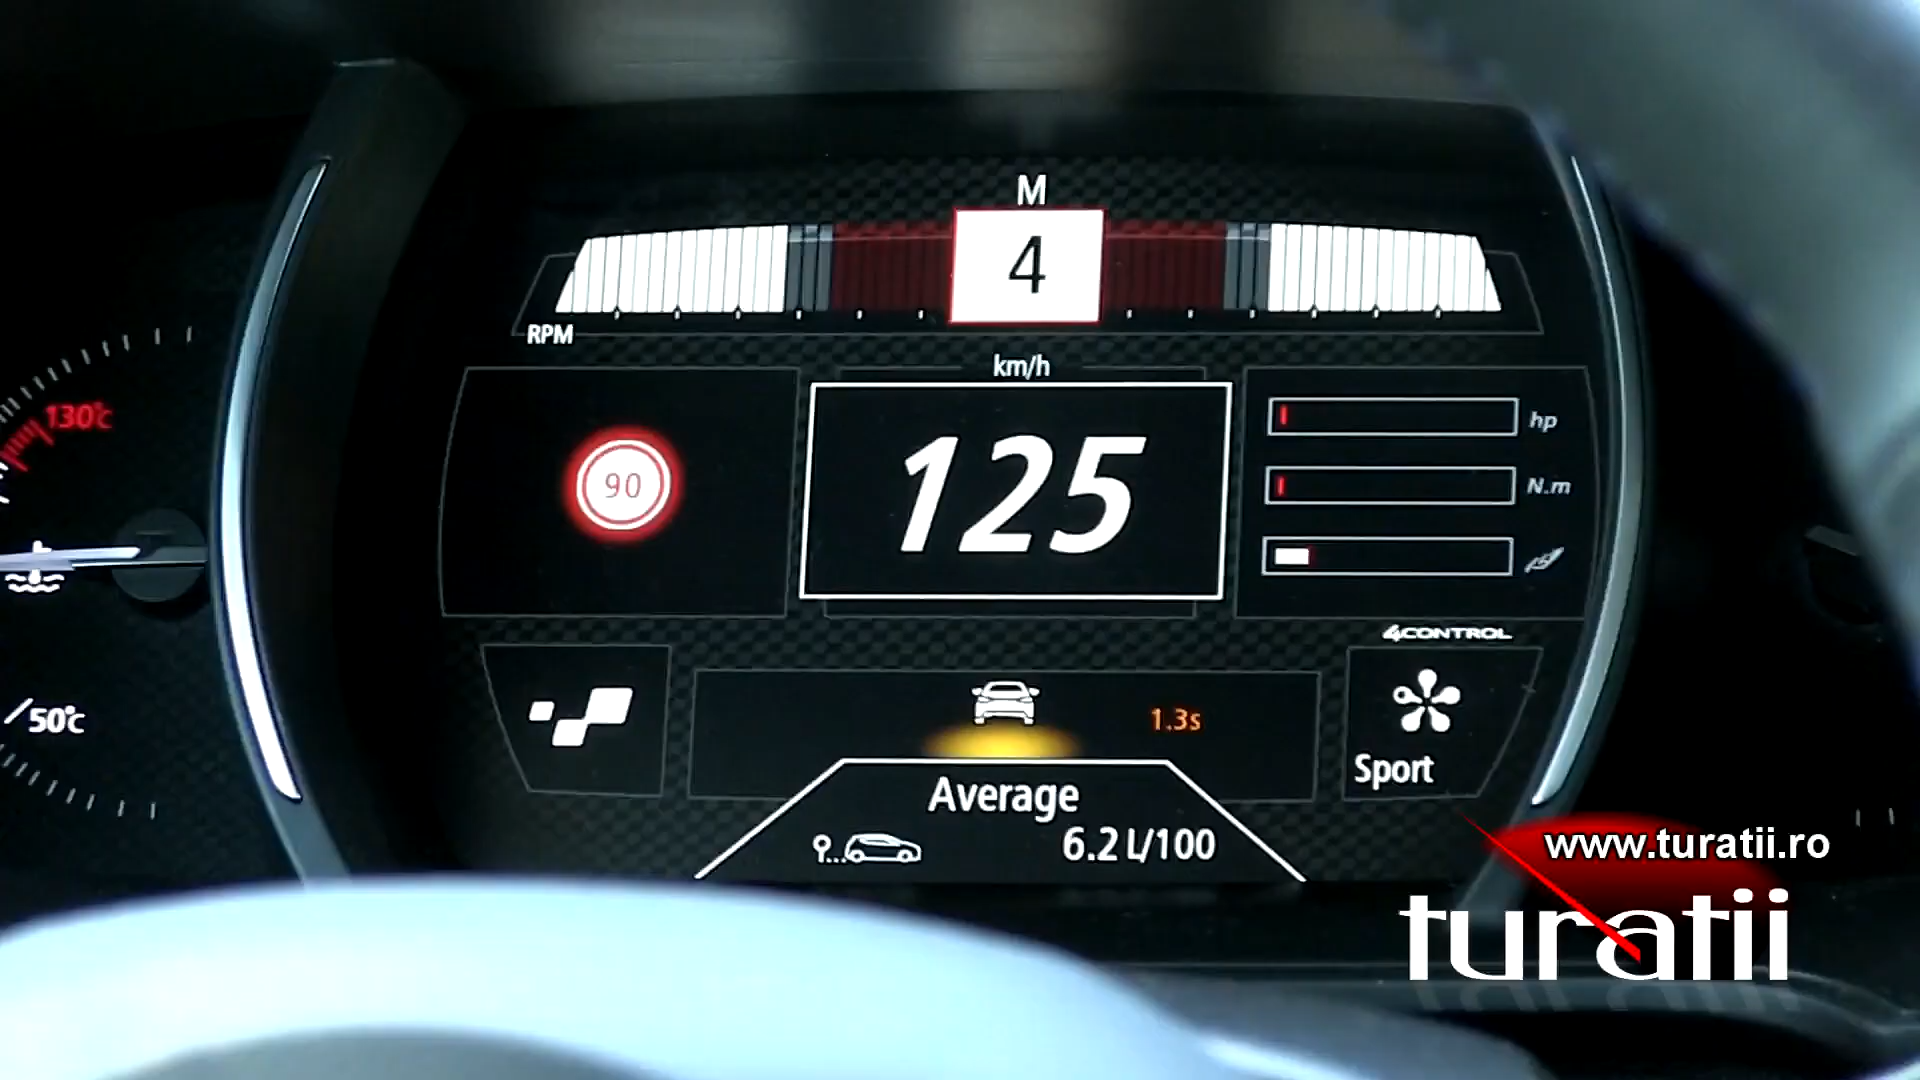 M
4
RPM
km/h
130°c
90
125
hp
N.m
4CONTROL
50°c
1.3s
Sport
Average
6.2 L/100
www.turatii.ro
turatii